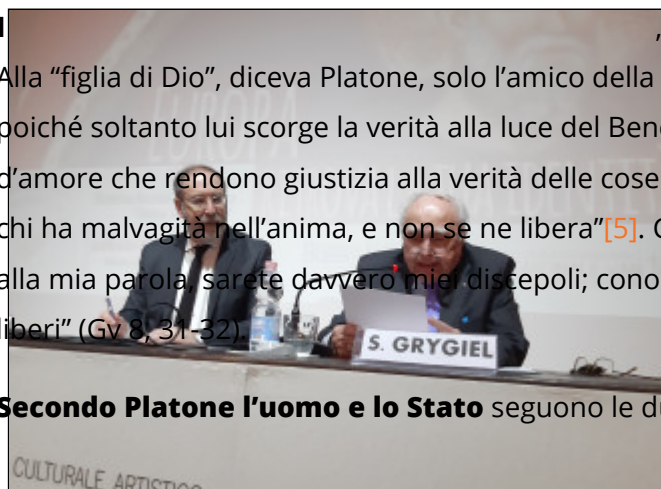 ,
Alla “figlia di Dio”, diceva Platone, solo l’amico della
poiché soltanto lui scorge la verità alla luce del Bene
d’amore che rendono giustizia alla verità delle cose
chi ha malvagità nell’anima, e non se ne libera”[5].
alla mia parola, sarete davvero miei discepoli;
liberi” (Gv 8, 31-32).
S. GRYGIEL
Secondo Platone l’uomo e lo Stato seguono le
CULTURALE ARTISTICO
EUROPA